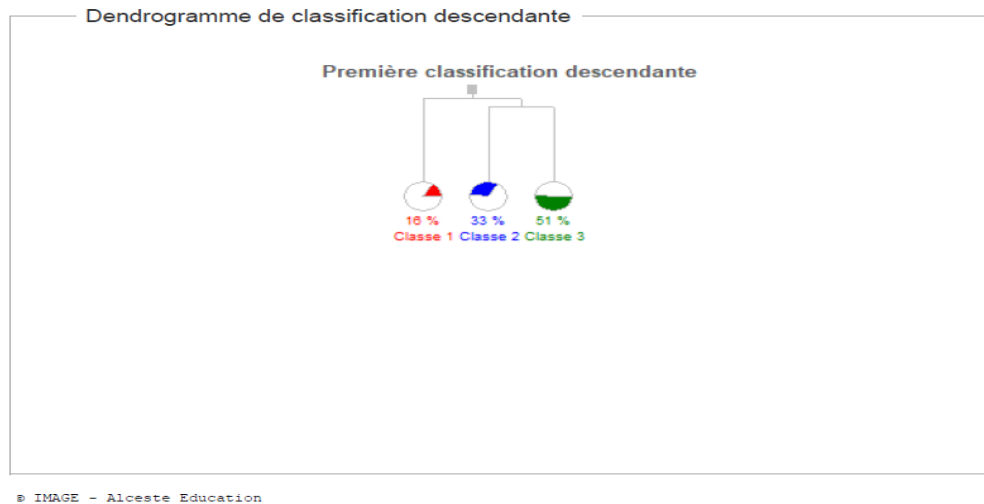 Dendrogramme de classification descendante
Première classification descendante
16 % 33 % 51 %
Classe 1 Classe 2 Classe 3
© IMAGE - Alceste Education